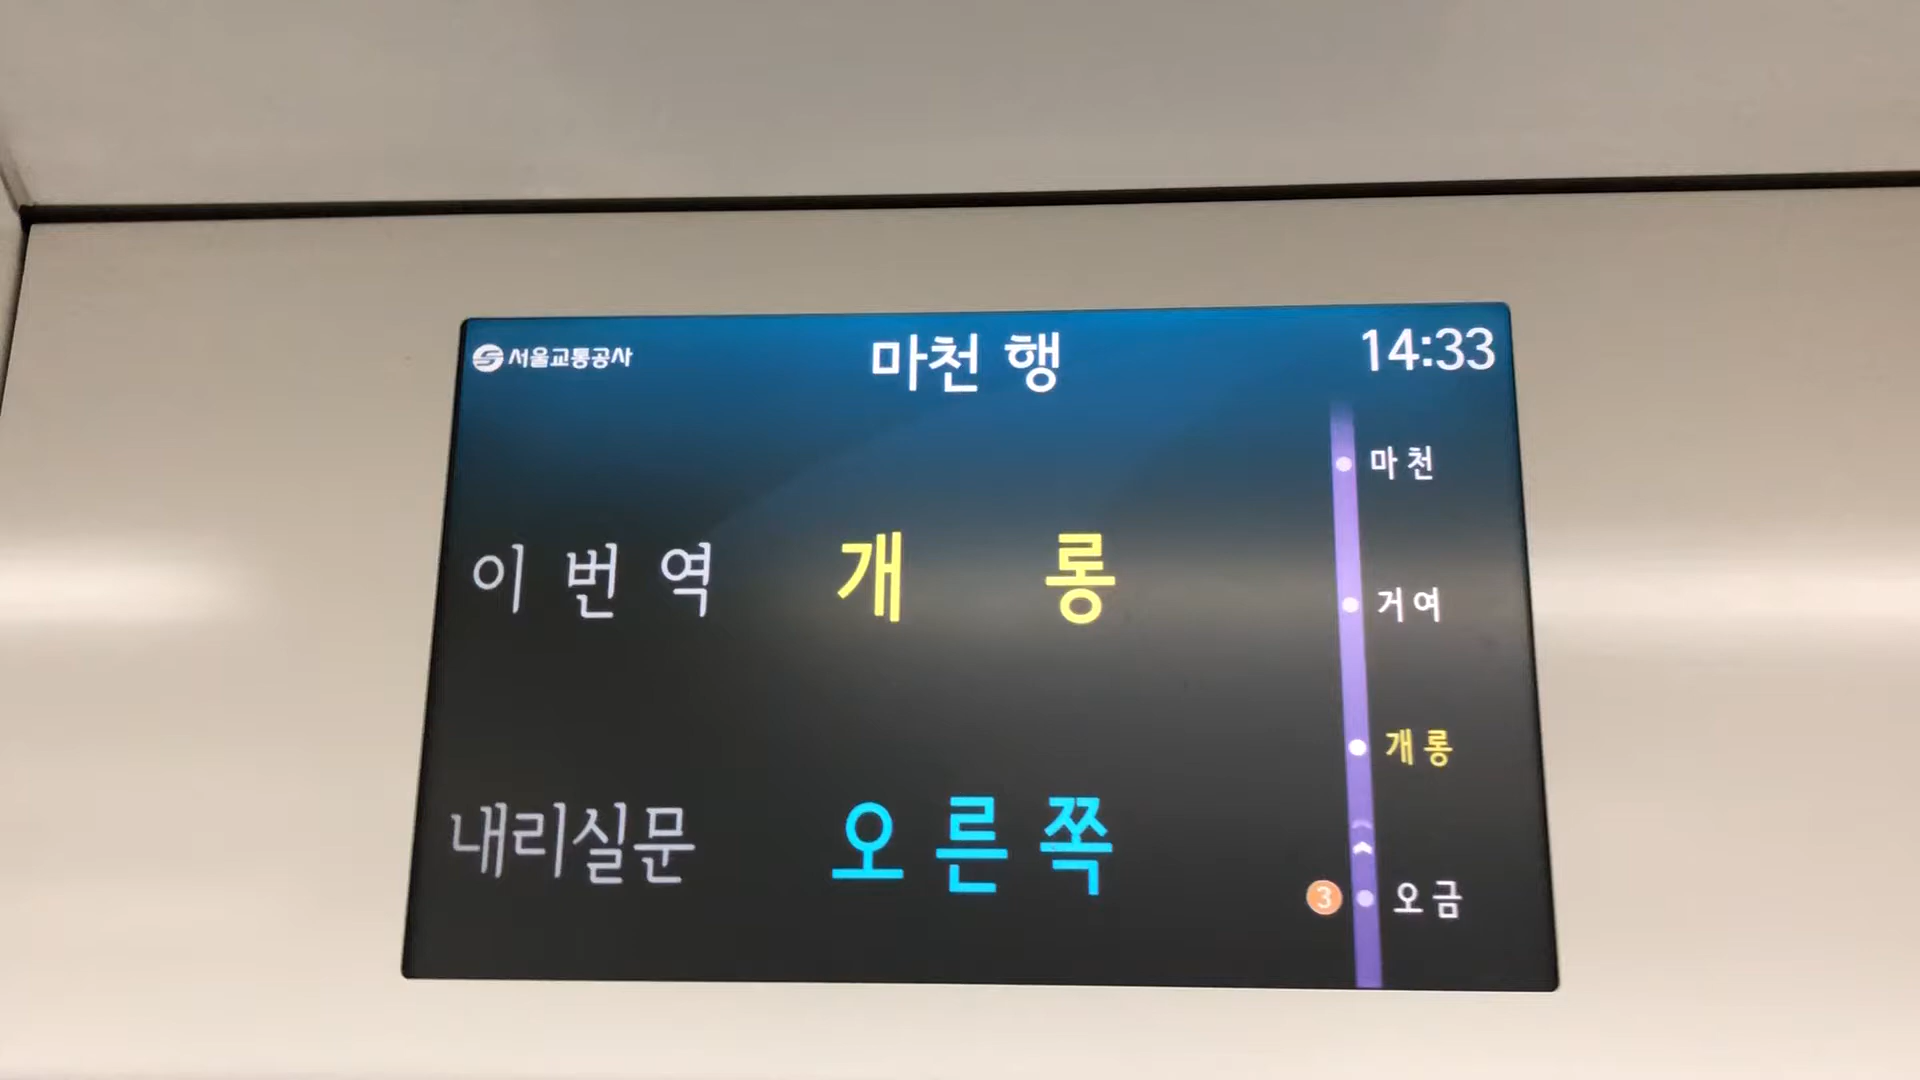 서울교통공사
마천 행
14:33
이번역 개롱
내리실문 오른쪽
마천
거여
개롱
3 오금